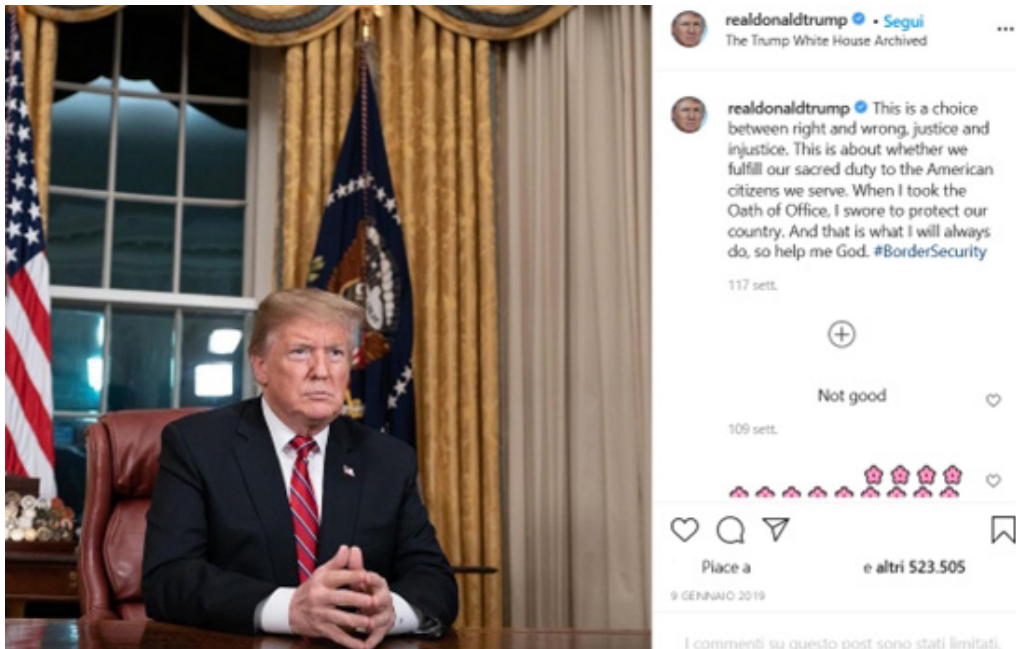 realdonaldtrump • Segui
The Trump White House Archived
realdonaldtrump This is a choice
between right and wrong, justice and
injustice. This is about whether we
fulfill our sacred duty to the American
citizens we serve. When I took the
Oath of Office, I swore to protect our
country. And that is what I will always
do, so help me God. #BorderSecurity
117 sett.
Not good
109 sett.
Piace a e altri 523.505
9 GENNAIO 2019
I commenti su questo post sono stati limitati.